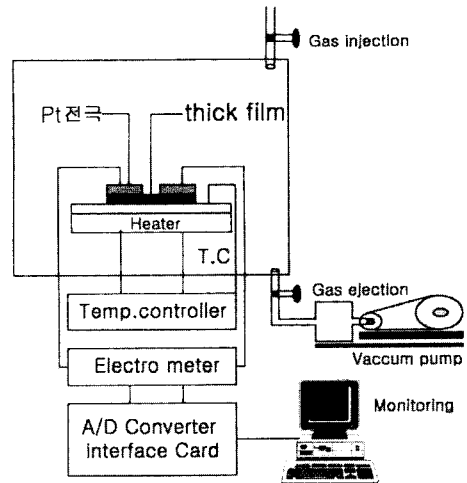 Gas injection
Pt전극
thick film
Heater
T.C
Gas ejection
Temp.controller
Vaccum pump
Electro meter
Monitoring
A/D Converter
interface Card